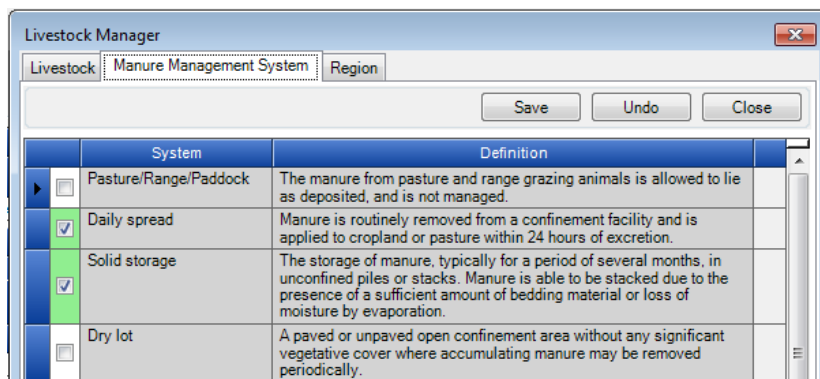 Livestock Manager
Livestock Manure Management System Region
Save Undo Close
System Definition
Pasture/Range/Paddock The manure from pasture and range grazing animals is allowed to lie
as deposited, and is not managed.
Daily spread Manure is routinely removed from a confinement facility and is
applied to cropland or pasture within 24 hours of excretion.
Solid storage The storage of manure, typically for a period of several months, in
unconfined piles or stacks. Manure is able to be stacked due to the
presence of a sufficient amount of bedding material or loss of
moisture by evaporation.
Dry lot A paved or unpaved open confinement area without any significant
vegetative cover where accumulating manure may be removed
periodically.